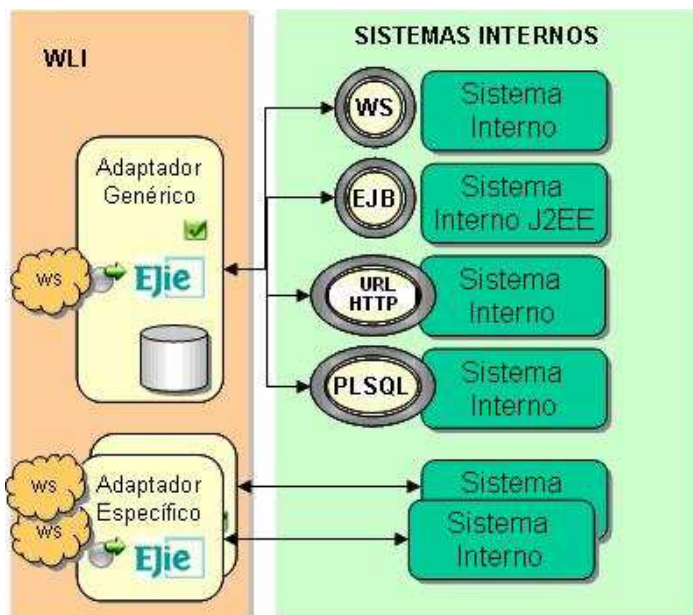 WLI
SISTEMAS INTERNOS
Adaptador
Genérico
WS
EJie
WS
Sistema
Interno
EJB
Sistema
Interno J2EE
URL
HTTP
Sistema
Interno
PLSQL
Sistema
Interno
WS
WS
Adaptador
Específico
EJie
Sistema
Sistema
Interno